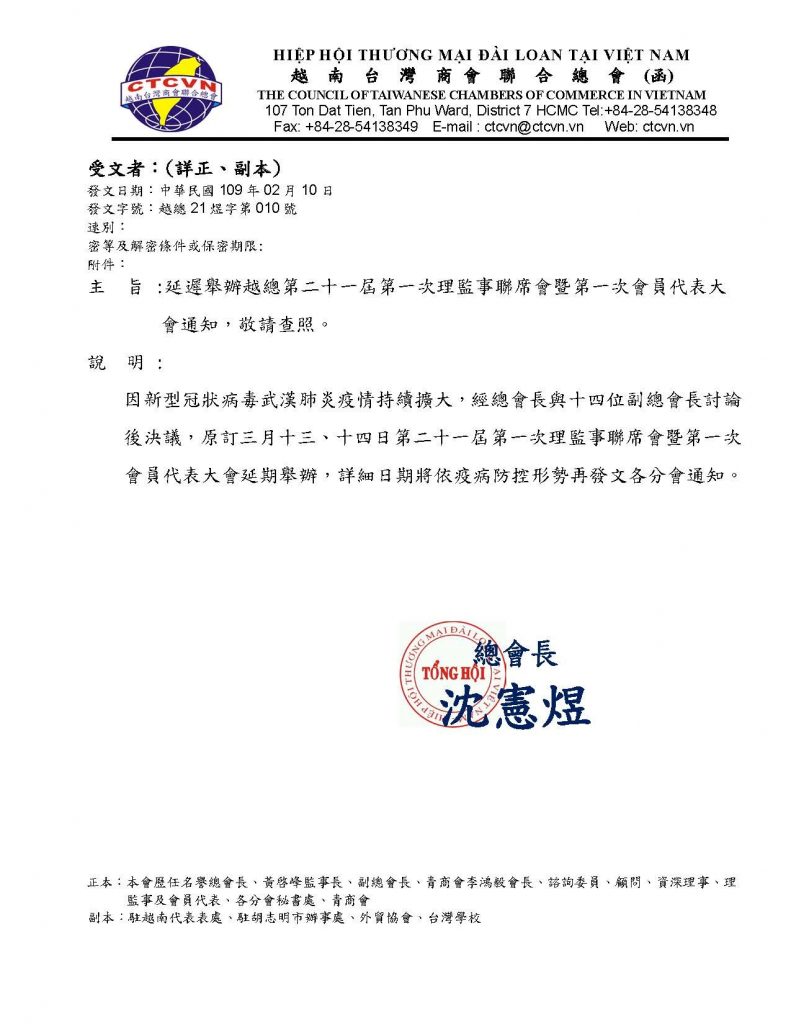 CTCVN
越南台灣商會聯合總會
HIỆP HỘI THƯƠNG MẠI ĐÀI LOAN TẠI VIỆT NAM
越南台灣商會聯合總會(函)
THE COUNCIL OF TAIWANESE CHAMBERS OF COMMERCE IN VIETNAM
107 Ton Dat Tien, Tan Phu Ward, District 7 HCMC Tel:+84-28-54138348
Fax: +84-28-54138349 E-mail : ctcvn@ctcvn.vn Web: ctcvn.vn
受文者：(詳正、副本)
發文日期：中華民國 109 年 02 月 10 日
發文字號：越總 21 煜字第 010 號
速別：
密等及解密條件或保密期限:
附件：
主 旨 :延遲舉辦越總第二十一屆第一次理監事聯席會暨第一次會員代表大
會通知，敬請查照。
說 明 :
因新型冠狀病毒武漢肺炎疫情持續擴大，經總會長與十四位副總會長討論
後決議，原訂三月十三、十四日第二十一屆第一次理監事聯席會暨第一次
會員代表大會延期舉辦，詳細日期將依疫病防控形勢再發文各分會通知。
HIỆP HỘI THƯƠNG MẠI ĐÀI LOAN TẠI VIỆT NAM
TỔNG HỘI
總會長
沈憲煜
正本：本會歷任名譽總會長、黃啓峰監事長、副總會長、青商會李鴻毅會長、諮詢委員、顧問、資深理事、理
監事及會員代表、各分會秘書處、青商會
副本：駐越南代表表處、駐胡志明市辦事處、外貿協會、台灣學校